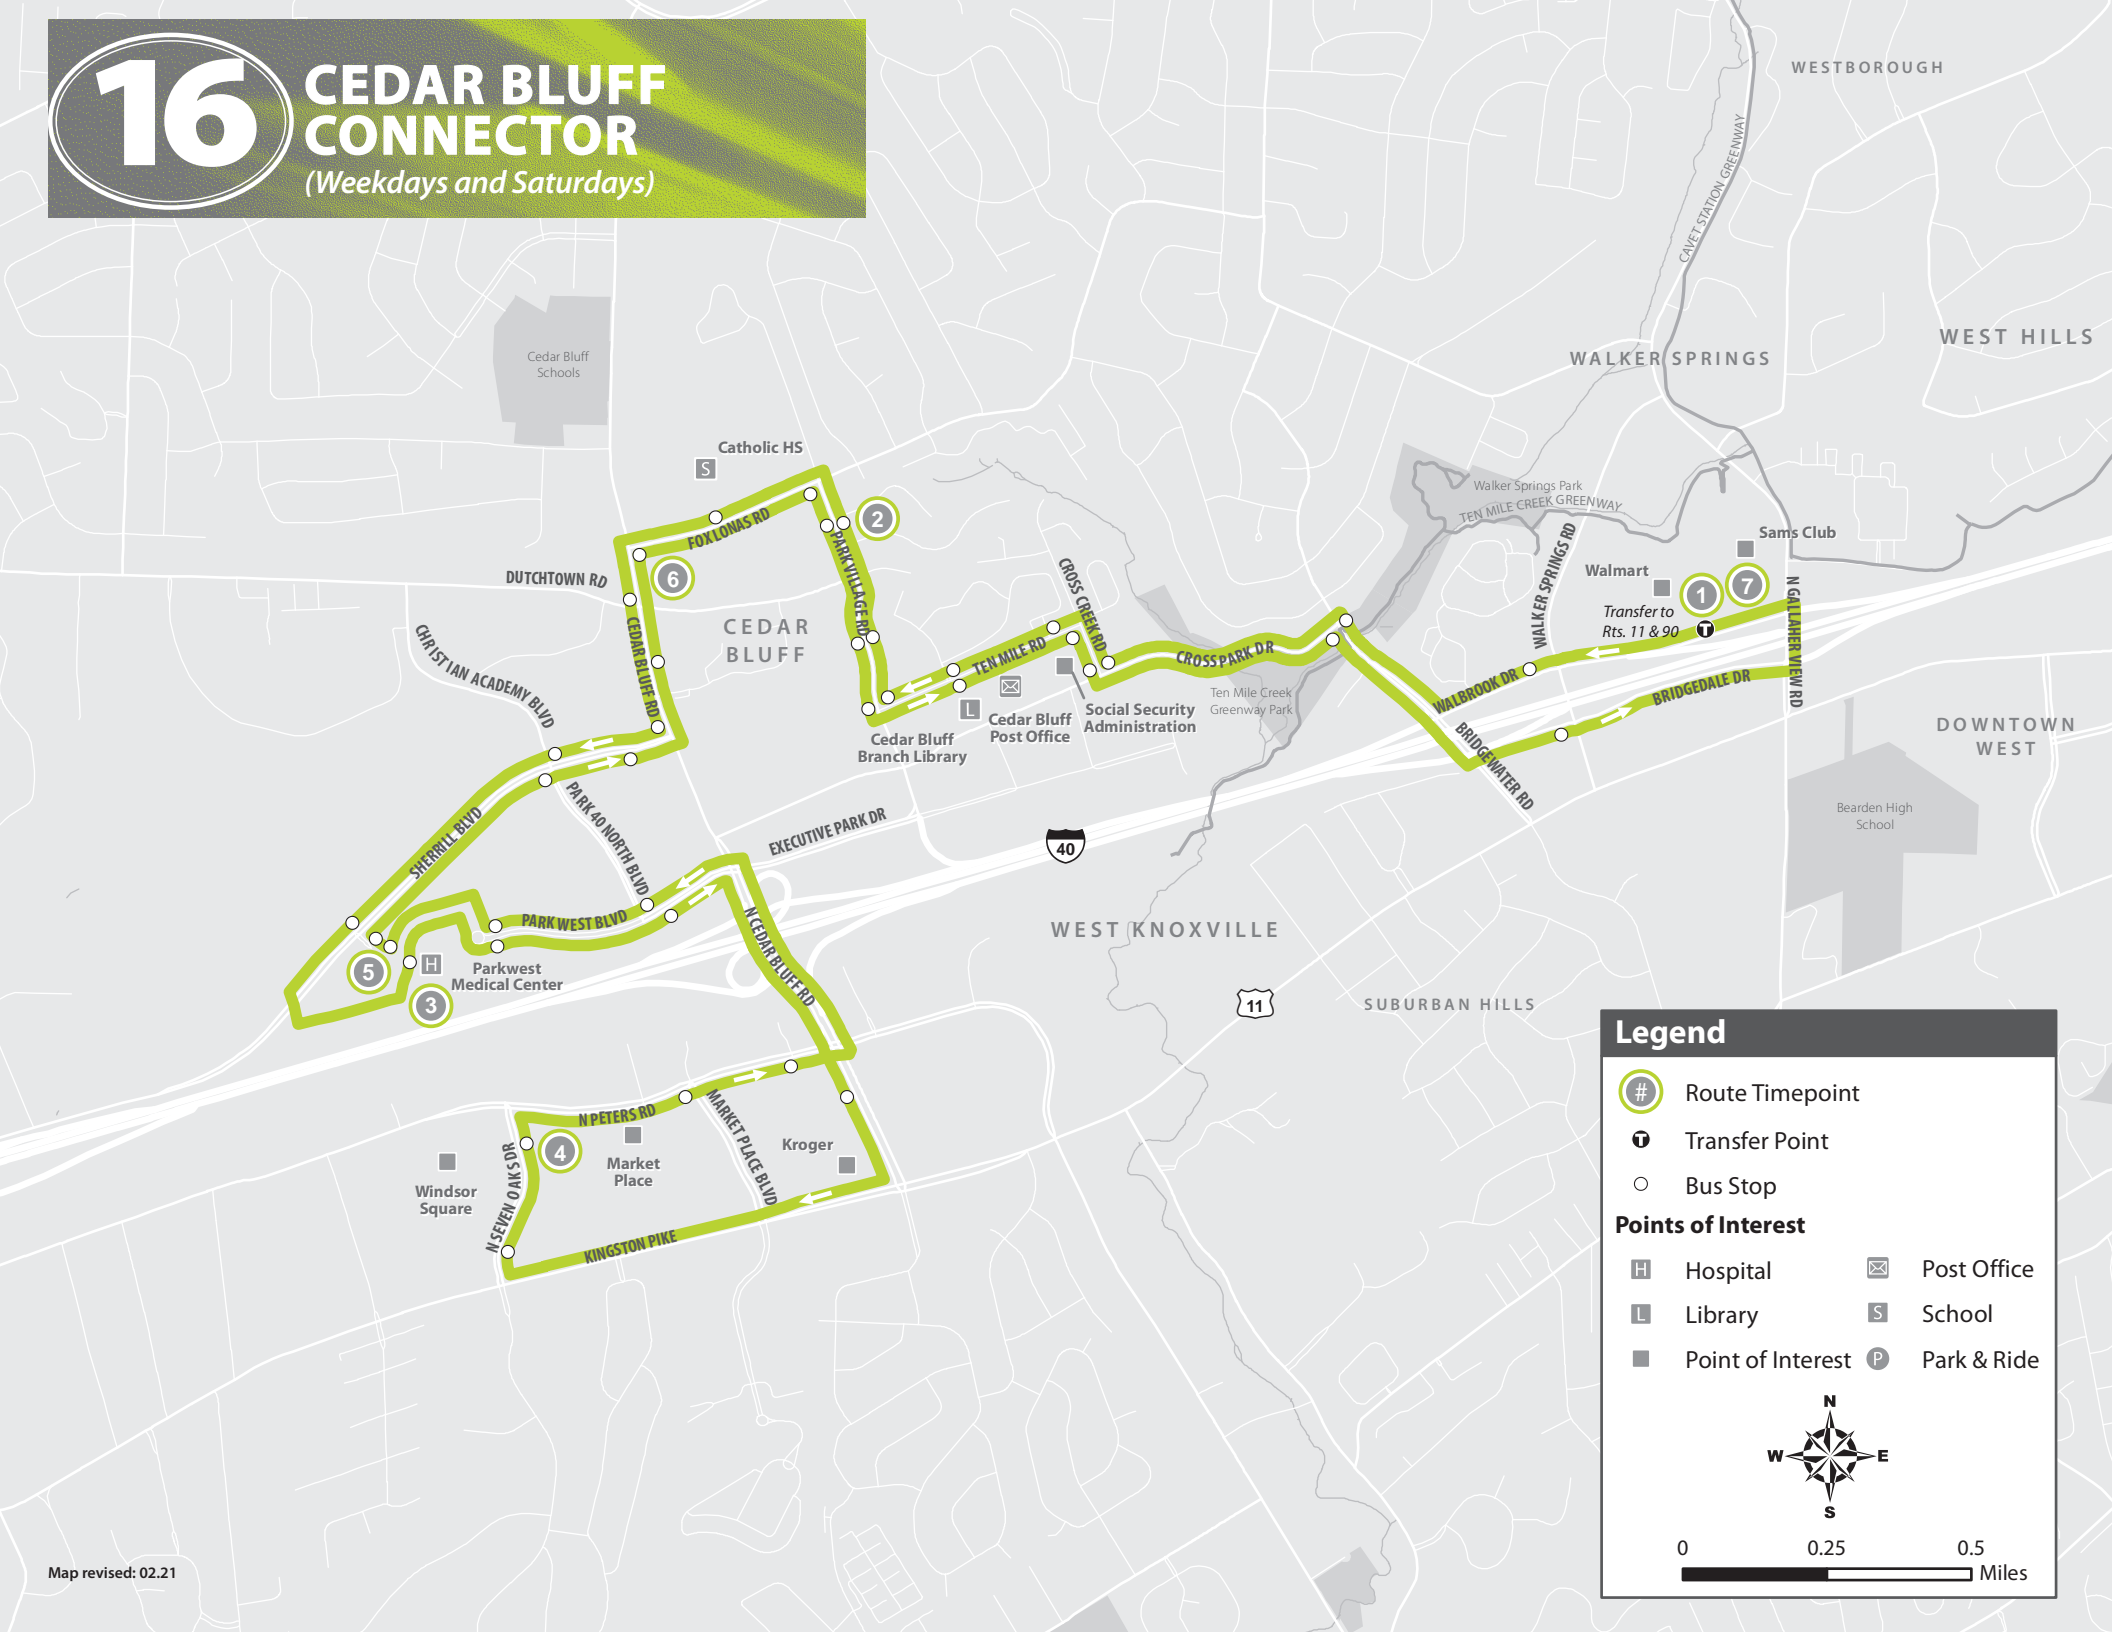 16
CEDAR BLUFF
CONNECTOR
(Weekdays and Saturdays)
WESTBOROUGH
CAVET STATION GREENWAY
WEST HILLS
WALKER SPRINGS
Cedar Bluff
Schools
Catholic HS
S
Walker Springs Park
TEN MILE CREEK GREENWAY
2
FOX LONAS RD
PARK VILLAGE RD
Sams Club
Walmart
WALKER SPRINGS RD
1
7
N GALLAHER VIEW RD
Transfer to
Rts. 11 & 90
T
DUTCHTOWN RD
6
CEDAR BLUFF RD
CEDAR
BLUFF
CROSS CREEK RD
TEN MILE RD
CROSS PARK DR
CHRISTIAN ACADEMY BLVD
L
Cedar Bluff
Post Office
Social Security
Administration
Cedar Bluff
Branch Library
Ten Mile Creek
Greenway Park
WALBROOK DR
BRIDGEDALE DR
BRIDGEWATER RD
DOWNTOWN
WEST
Bearden High
School
SHERRILL BLVD
PARK 40 NORTH BLVD
EXECUTIVE PARK DR
40
PARK WEST BLVD
N CEDAR BLUFF RD
WEST KNOXVILLE
5
H
Parkwest
Medical Center
3
11
SUBURBAN HILLS
N PETERS RD
MARKET PLACE BLVD
Kroger
4
Market
Place
N SEVEN OAKS DR
Windsor
Square
KINGSTON PIKE
Legend
# Route Timepoint
T Transfer Point
Bus Stop
Points of Interest
H Hospital
Post Office
L Library
S School
Point of Interest
P Park & Ride
N
W E
S
0 0.25 0.5
Miles
Map revised: 02.21